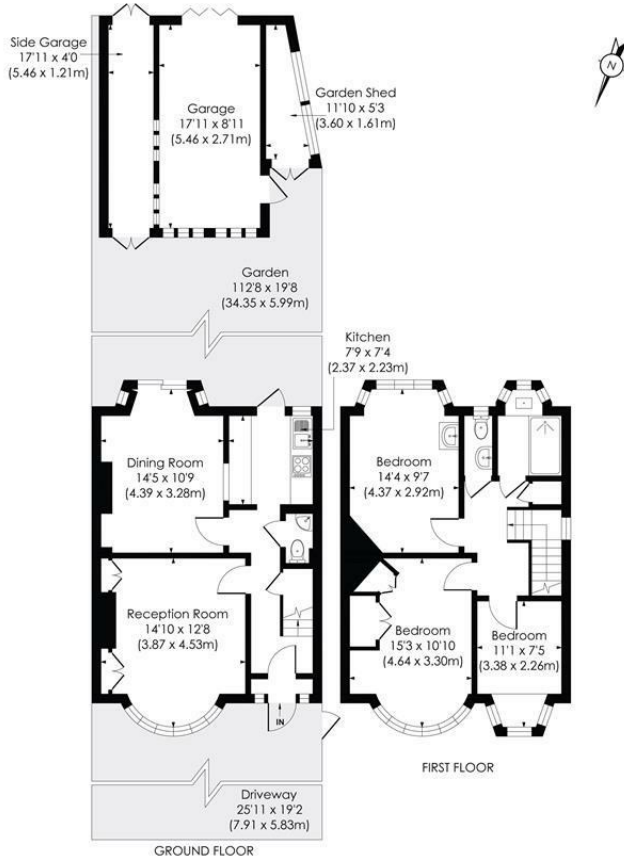 Side Garage
17'11 x 4'0
(5.46 x 1.21m)
Garage
17'11 x 8'11
(5.46 x 2.71m)
Garden Shed
11'10 x 5'3
(3.60 x 1.61m)
N
Garden
112'8 x 19'8
(34.35 x 5.99m)
Kitchen
7'9 x 7'4
(2.37 x 2.23m)
Dining Room
14'5 x 10'9
(4.39 x 3.28m)
Bedroom
14'4 x 9'7
(4.37 x 2.92m)
Reception Room
14'10 x 12'8
(3.87 x 4.53m)
Bedroom
15'3 x 10'10
(4.64 x 3.30m)
Bedroom
11'1 x 7'5
(3.38 x 2.26m)
IN
FIRST FLOOR
Driveway
25'11 x 19'2
(7.91 x 5.83m)
GROUND FLOOR